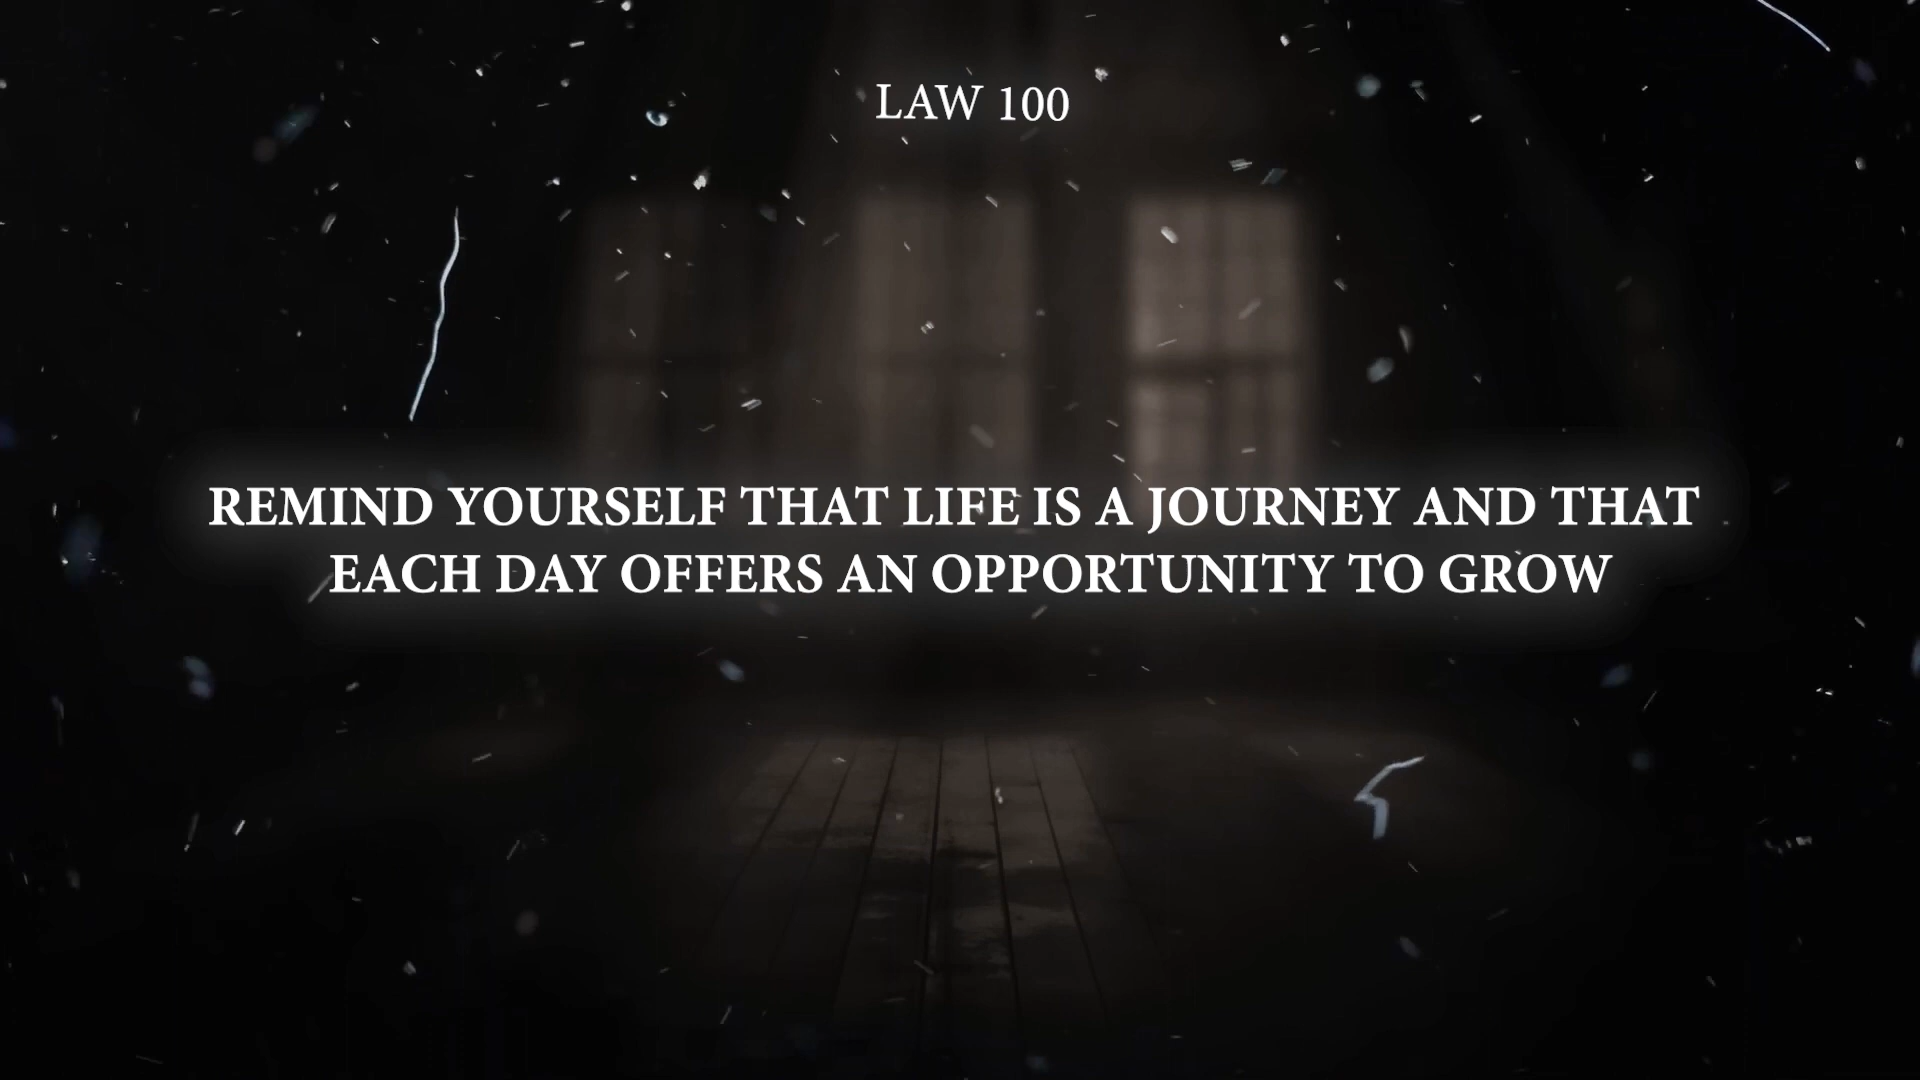 LAW 100
REMIND YOURSELF THAT LIFE IS A JOURNEY AND THAT
EACH DAY OFFERS AN OPPORTUNITY TO GROW